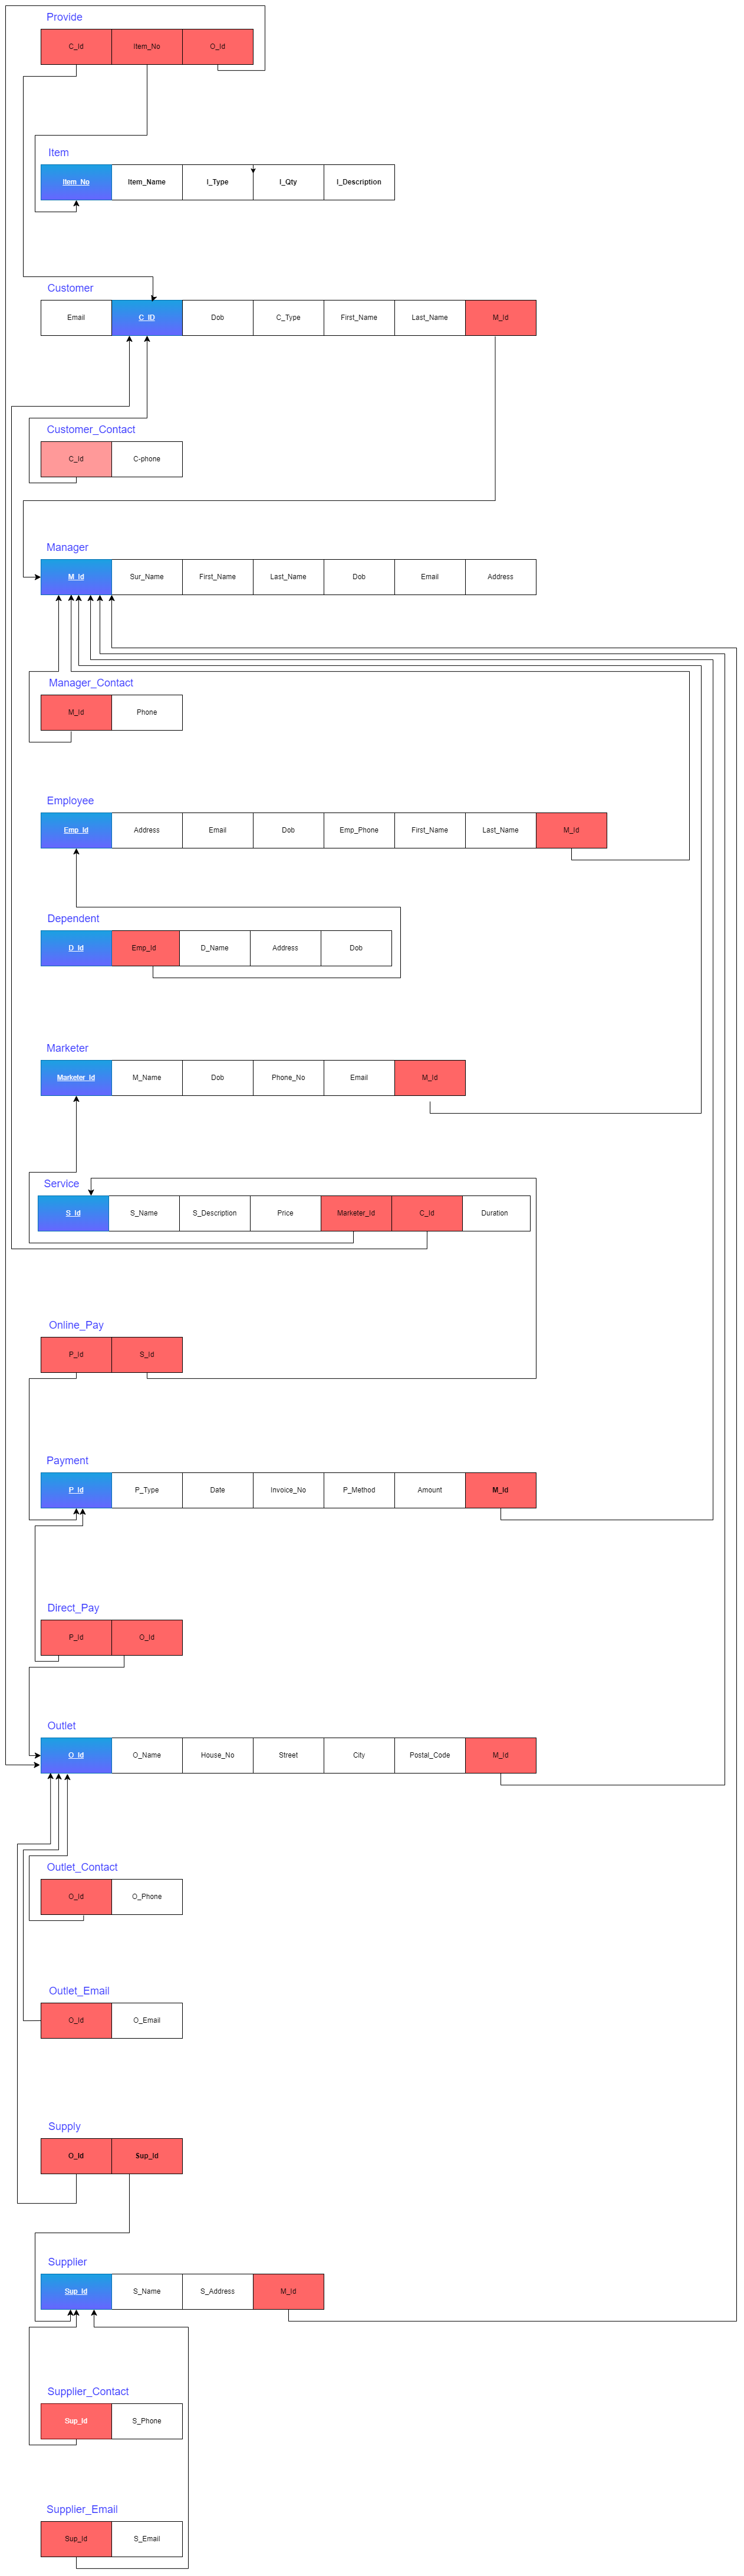 Provide
C_Id Item_No O_Id
Item
Item_No Item_Name I_Type I_Qty I_Description
Customer
Email C_ID Dob C_Type First_Name Last_Name M_Id
Customer_Contact
C_Id C-phone
Manager
M_Id Sur_Name First_Name Last_Name Dob Email Address
Manager_Contact
M_Id Phone
Employee
Emp_Id Address Email Dob Emp_Phone First_Name Last_Name M_Id
Dependent
D_Id Emp_Id D_Name Address Dob
Marketer
Marketer_Id M_Name Dob Phone_No Email M_Id
Service
S_Id S_Name S_Description Price Marketer_Id C_Id Duration
Online_Pay
P_Id S_Id
Payment
P_Id P_Type Date Invoice_No P_Method Amount M_Id
Direct_Pay
P_Id O_Id
Outlet
O_Id O_Name House_No Street City Postal_Code M_Id
Outlet_Contact
O_Id O_Phone
Outlet_Email
O_Id O_Email
Supply
O_Id Sup_Id
Supplier
Sup_Id S_Name S_Address M_Id
Supplier_Contact
Sup_Id S_Phone
Supplier_Email
Sup_Id S_Email